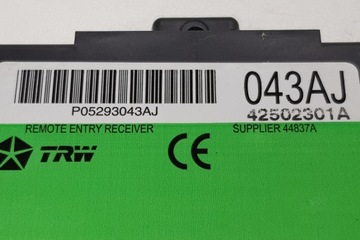 P05293043AJ
043AJ
42502301A
REMOTE ENTRY RECEIVER
SUPPLIER 44837A
TRW
CE